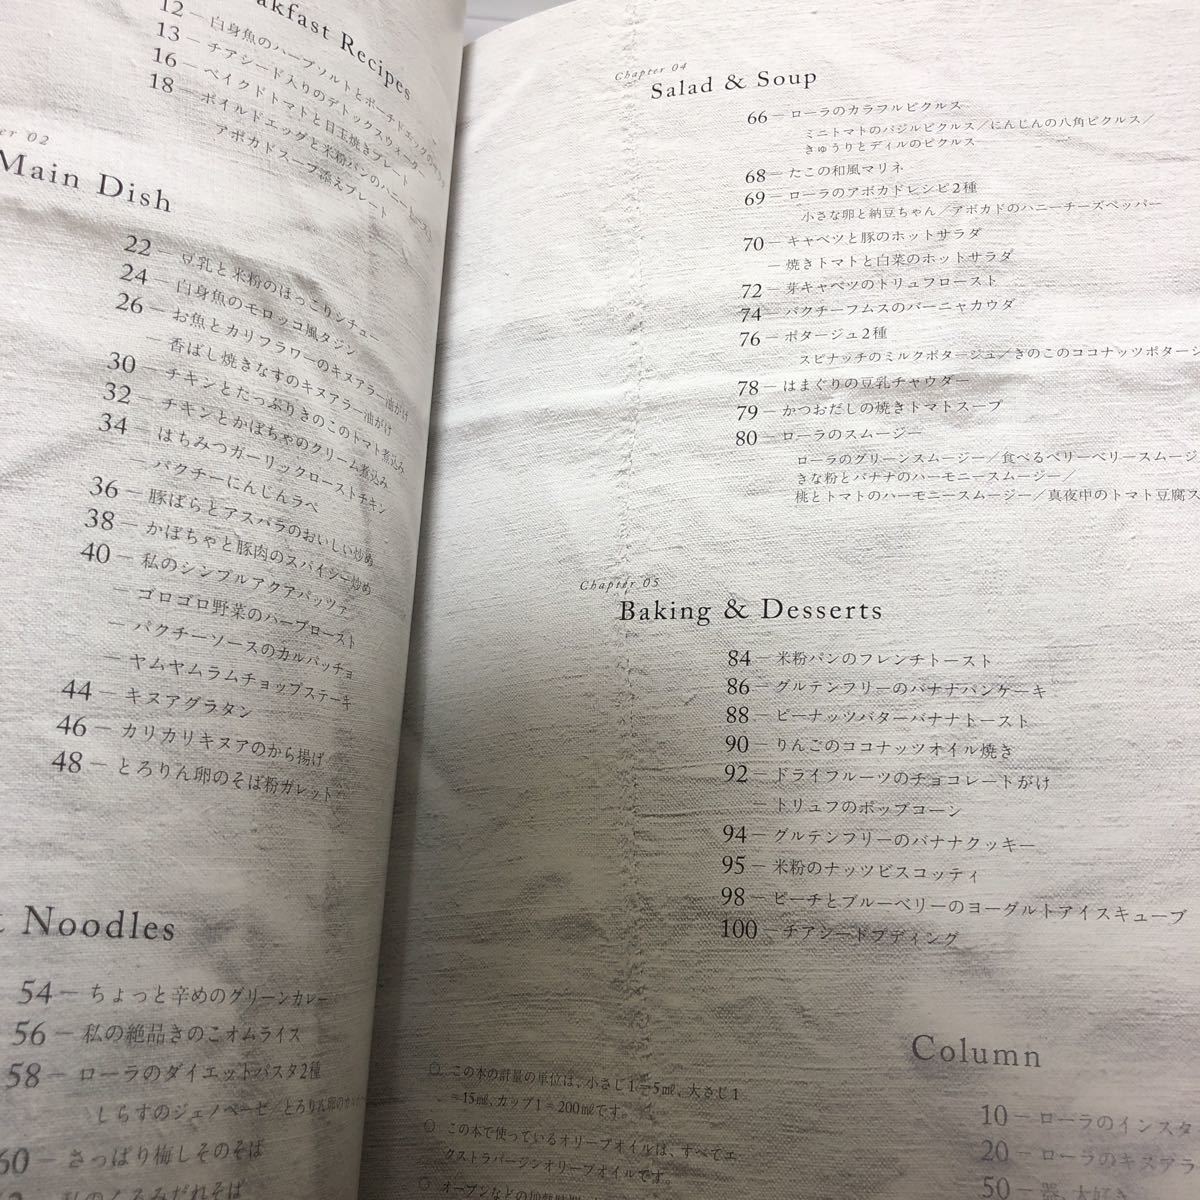 akfast Recipes
12 — 白身魚のハーブソルトとポーチドエッグの
13 — チアシード入りのデトックスウォーター
16 — ベイクドトマトと目玉焼きプレート
18 — ボイルドエッグと米粉パンのハニートースト
アボカドスープ添えプレート
er 02
Main Dish
22 — 豆乳と米粉のほっこりシチュー
24 — 白身魚のモロッコ風タジン
26 — お魚とカリフラワーのキヌアラー油がけ
— 香ばし焼きなすのキヌアラー油がけ
30 — チキンとたっぷりきのこのトマト煮込み
32 — チキンとかぼちゃのクリーム煮込み
34 — はちみつガーリックローストチキン
— パクチーにんじんラペ
36 — 豚ばらとアスパラのおいしい炒め
38 — かぼちゃと豚肉のスパイシー炒め
40 — 私のシンプルアクアパッツァ
— ゴロゴロ野菜のハーブロースト
— パクチーソースのカルパッチョ
— ヤムヤムラムチョップステーキ
44 — キヌアグラタン
46 — カリカリキヌアのから揚げ
48 — とろりん卵のそば粉ガレット
Noodles
54 — ちょっと辛めのグリーンカレー
56 — 私の絶品きのこオムライス
58 — ローラのダイエットパスタ2種
しらすのジェノベーゼ/とろりん卵の
60 — さっぱり梅しそのそば
私のくるみだれそば
Chapter 04
Salad & Soup
66 — ローラのカラフルピクルス
ミニトマトのバジルピクルス/にんじんの八角ピクルス/
きゅうりとディルのピクルス
68 — たこの和風マリネ
69 — ローラのアボカドレシピ2種
小さな卵と納豆ちゃん/アボカドのハニーチーズペッパー
70 — キャベツと豚のホットサラダ
— 焼きトマトと白菜のホットサラダ
72 — 芽キャベツのトリュフロースト
74 — パクチーフムスのバーニャカウダ
76 — ポタージュ2種
スピナッチのミルクポタージュ/きのこのココナッツポタージ
78 — はまぐりの豆乳チャウダー
79 — かつおだしの焼きトマトスープ
80 — ローラのスムージー
ローラのグリーンスムージー/食べるベリーベリースムージ
きな粉とバナナのハーモニースムージー/
桃とトマトのハーモニースムージー/真夜中のトマト豆腐ス
Chapter 05
Baking & Desserts
84 — 米粉パンのフレンチトースト
86 — グルテンフリーのバナナパンケーキ
88 — ピーナッツバターバナナトースト
90 — りんごのココナッツオイル焼き
92 — ドライフルーツのチョコレートがけ
— トリュフのポップコーン
94 — グルテンフリーのバナナクッキー
95 — 米粉のナッツビスコッティ
98 — ピーチとブルーベリーのヨーグルトアイスキューブ
100 — チアシードプディング
Column
10 — ローラのインスタ
20 — ローラのキヌアラ
50 — 器、大好き
○ この本の計量の単位は、小さじ1=5㎖、大さじ1
=15㎖、カップ1=200㎖です。
○ この本で使っているオリーブオイルは、すべてエ
クストラバージンオリーブオイルです。
○ オーブンなどの加熱時間